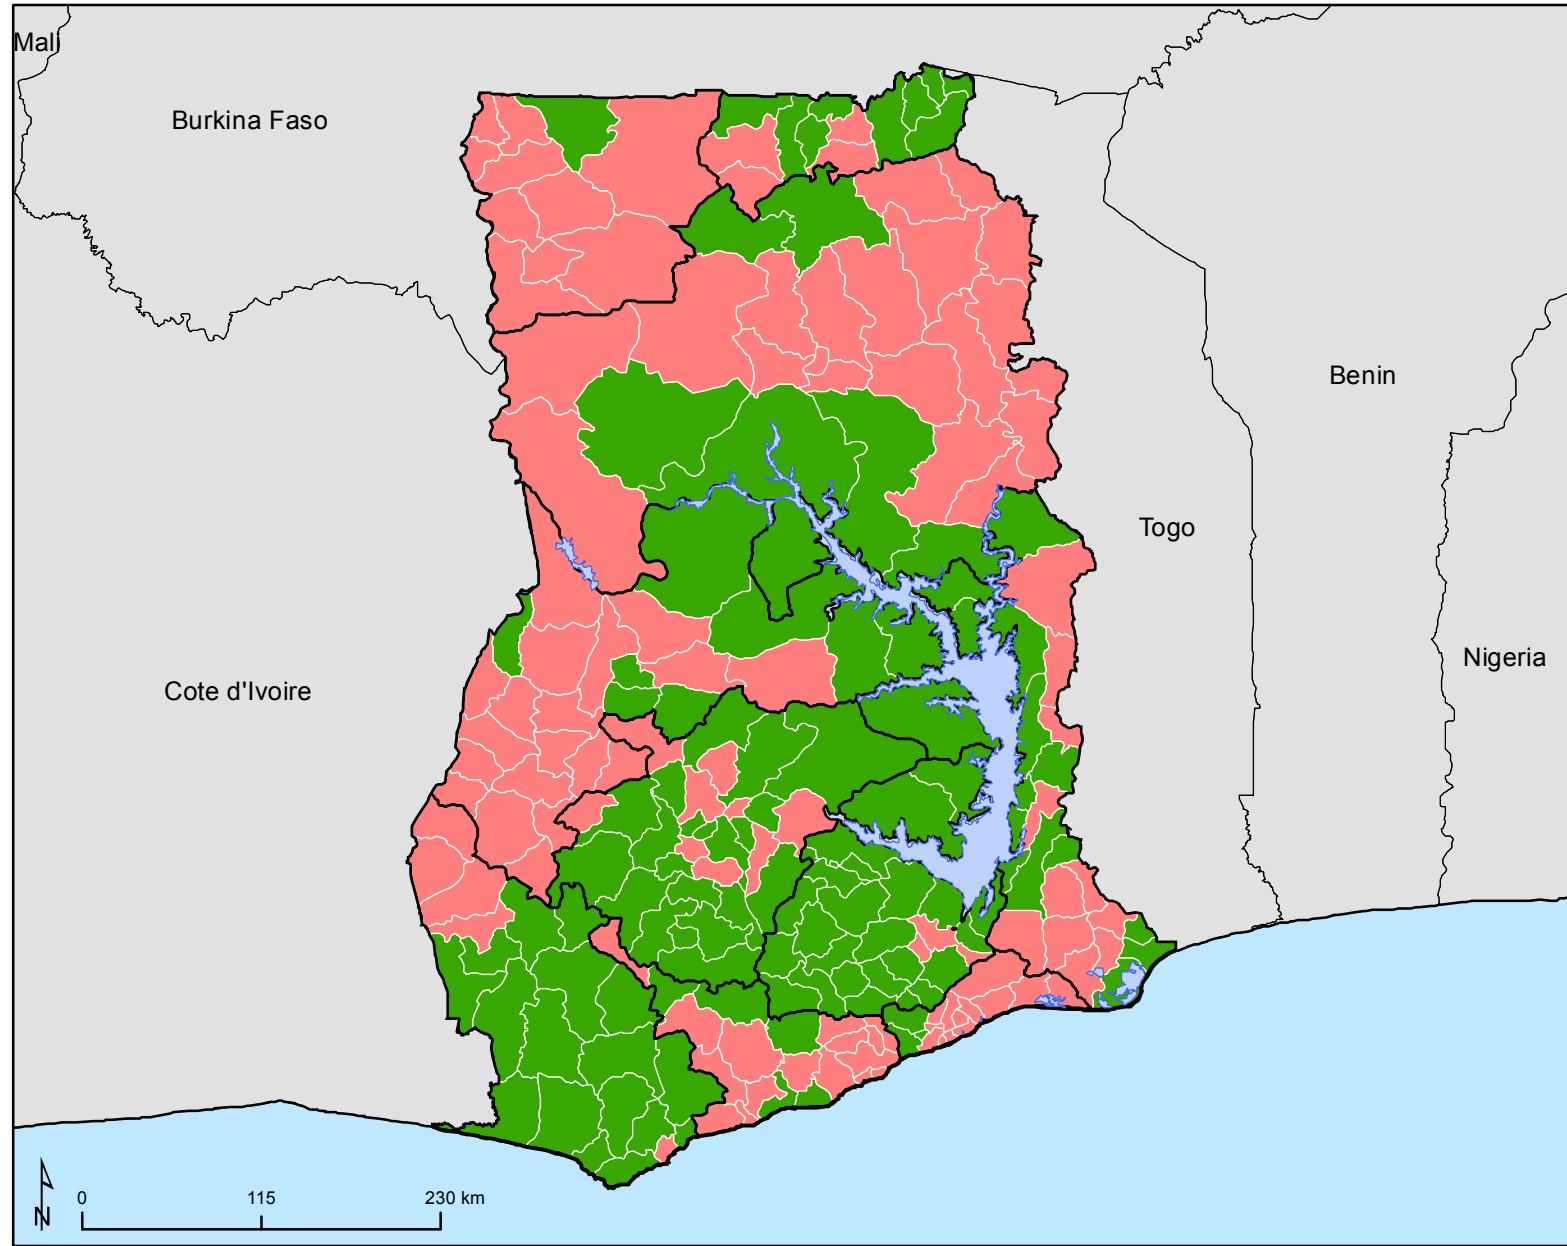 Mali
Burkina Faso
Benin
Togo
Nigeria
Cote d'Ivoire
N
0 115 230 km